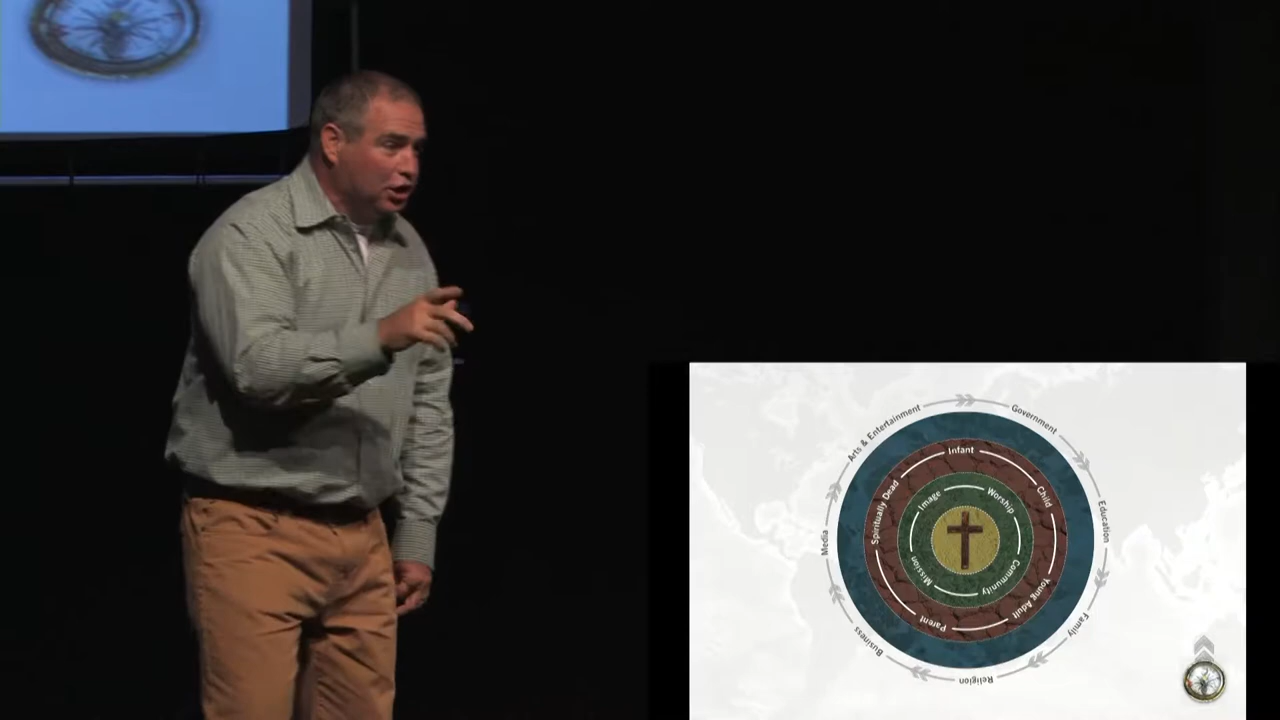 Arts & Entertainment
Government
Education
Family
Religion
Business
Media
Infant
Child
Young Adult
Parent
Spiritually Dead
Image
Worship
Community
Mission